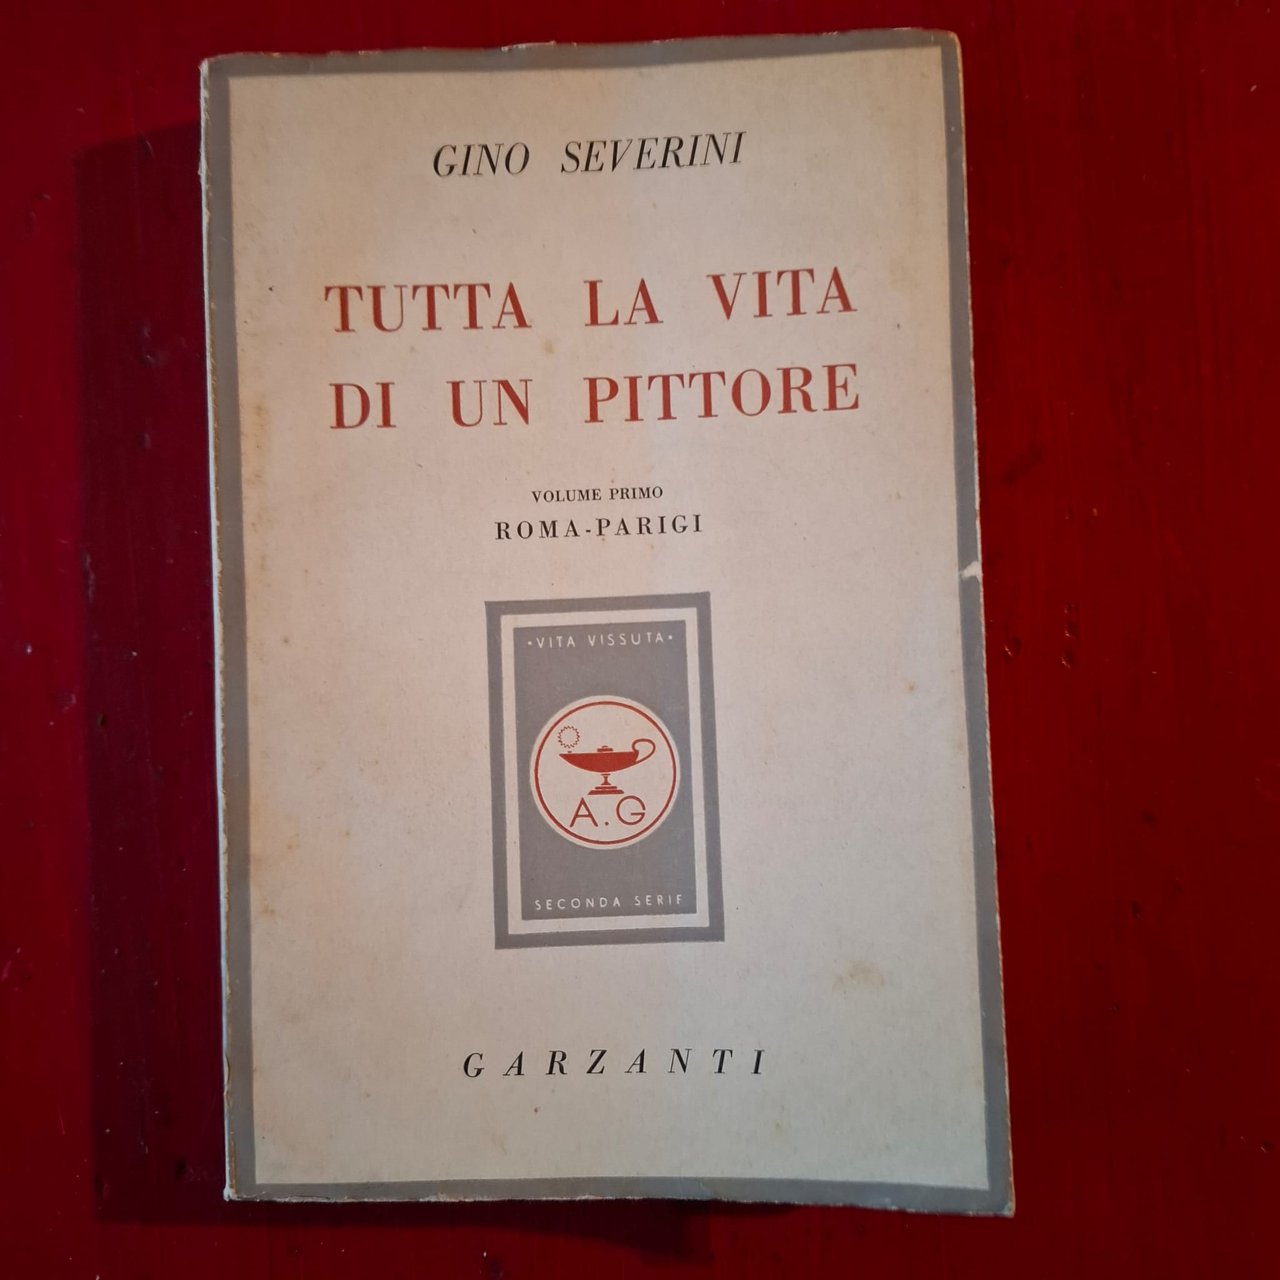 GINO SEVERINI
TUTTA LA VITA
DI UN PITTORE
VOLUME PRIMO
ROMA-PARIGI
•VITA VISSUTA•
A.G
SECONDA SERIE
GARZANTI